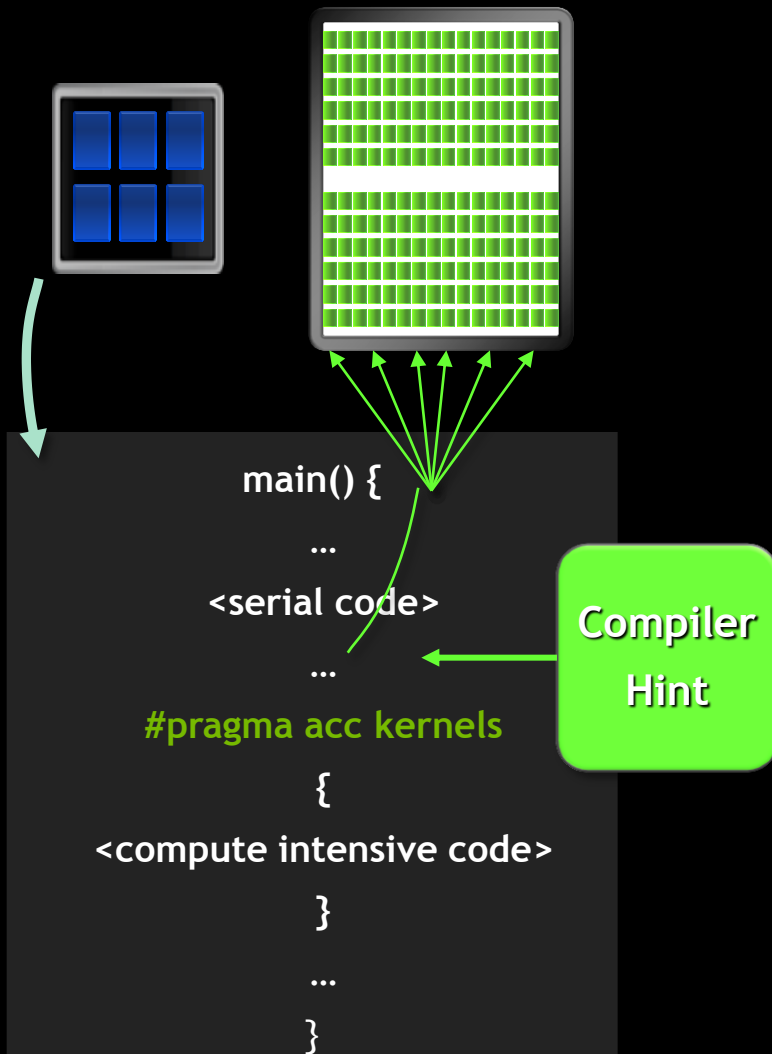 main() {
…
<serial code>
…
#pragma acc kernels
{
<compute intensive code>
}
…
}
Compiler
Hint